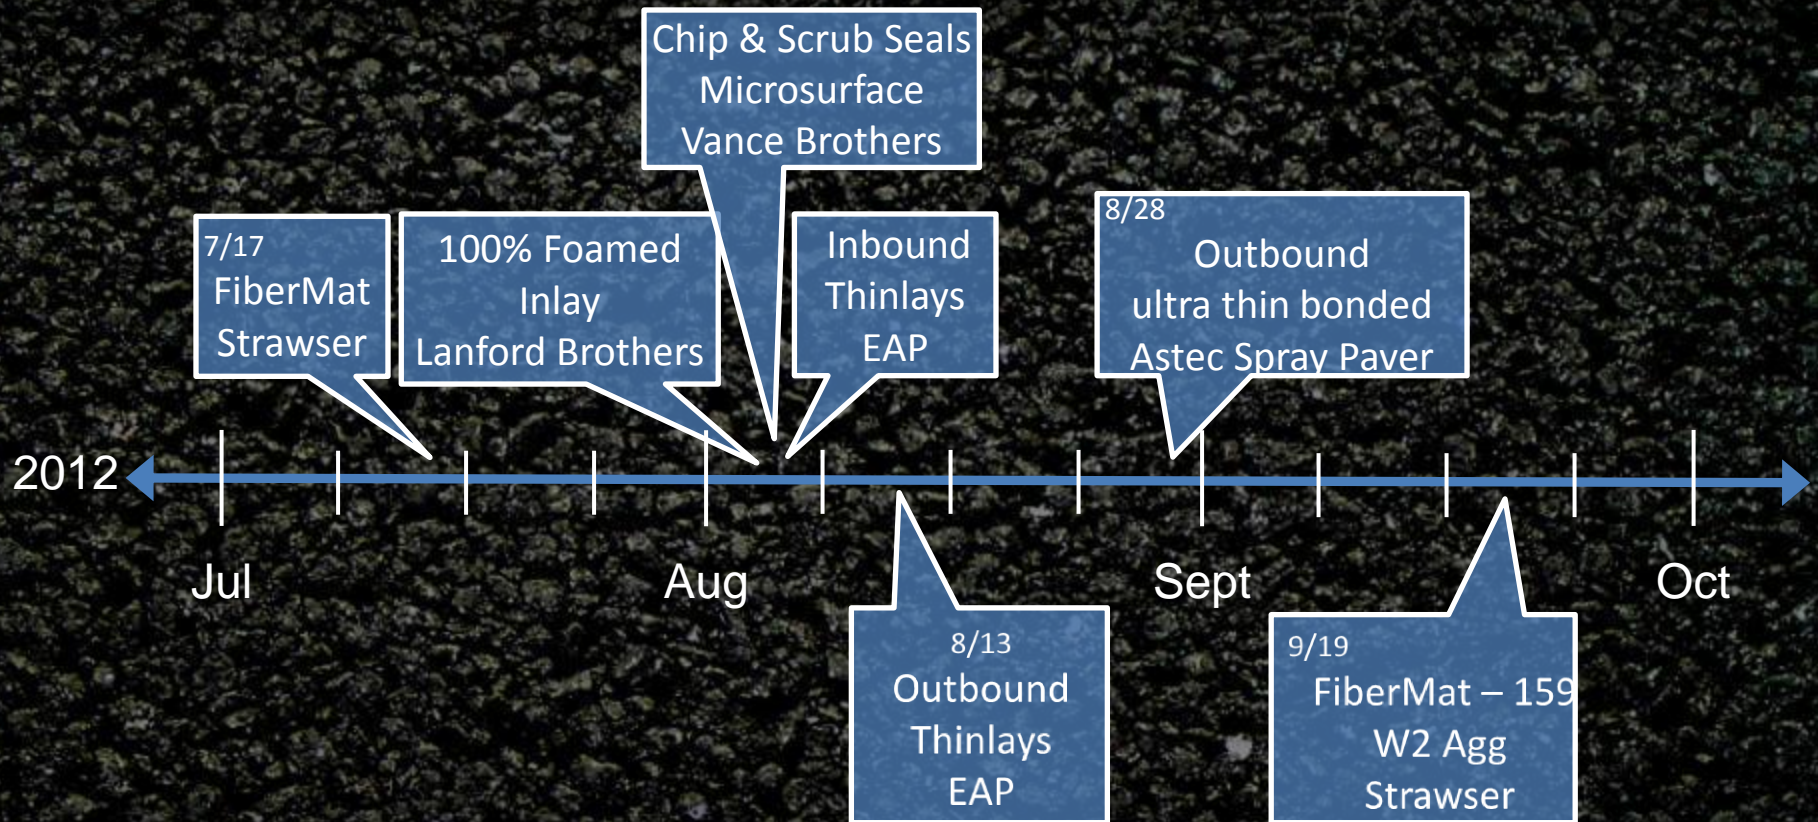 Chip & Scrub Seals
Microsurface
Vance Brothers
7/17
FiberMat
Strawser
100% Foamed
Inlay
Lanford Brothers
Inbound
Thinlays
EAP
8/28
Outbound
ultra thin bonded
Astec Spray Paver
2012
Jul
Aug
Sept
Oct
8/13
Outbound
Thinlays
EAP
9/19
FiberMat – 159
W2 Agg
Strawser